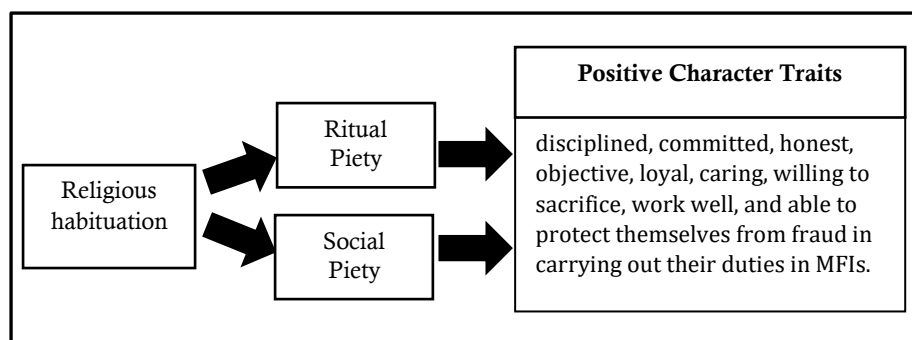 Religious
habituation
Ritual
Piety
Social
Piety
Positive Character Traits
disciplined, committed, honest,
objective, loyal, caring, willing to
sacrifice, work well, and able to
protect themselves from fraud in
carrying out their duties in MFIs.